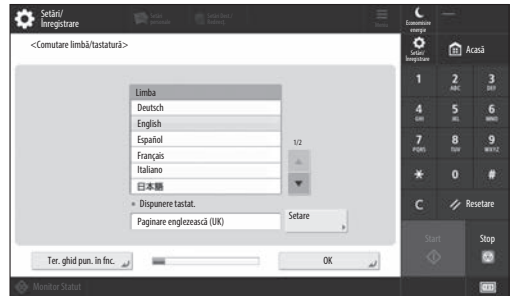 Setări/
Înregistrare
Economisire
energie
<Comutare limbă/tastatură>
Setări/
Înregistrare
Acasă
Limba
Deutsch
English
Español
Français
Italiano
日本語
1/2
Dispunere tastat.
Paginare englezească (UK)
Setare
Ter. ghid pun. în fnc.
OK
Monitor Statut
1
2
ABC
3
DEF
4
GHI
5
JKL
6
MNO
7
PQRS
8
TUV
9
WXYZ
*
0
#
C
Resetare
Start
Stop